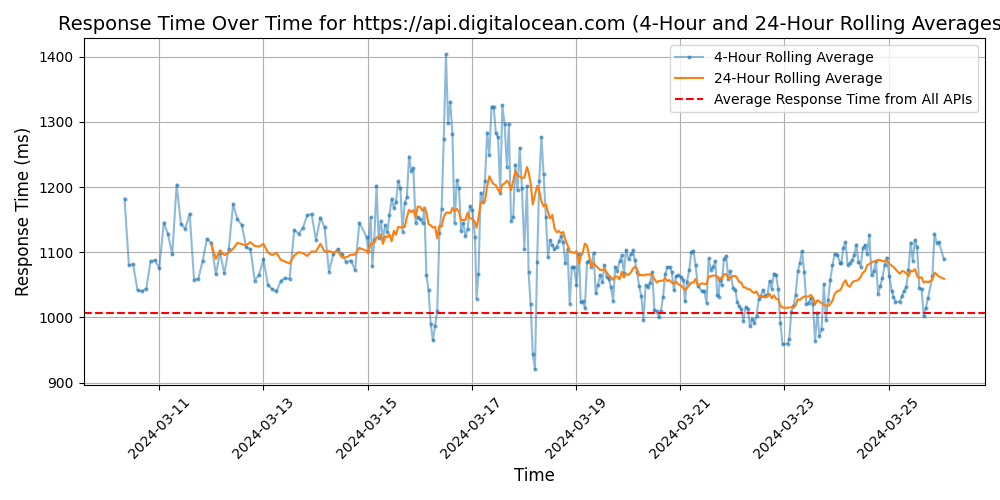 Response Time Over Time for https://api.digitalocean.com (4-Hour and 24-Hour Rolling Averages
4-Hour Rolling Average
24-Hour Rolling Average
Average Response Time from All APIs
Response Time (ms)
1400
1300
1200
1100
1000
900
2024-03-11
2024-03-13
2024-03-15
2024-03-17
2024-03-19
2024-03-21
2024-03-23
2024-03-25
Time